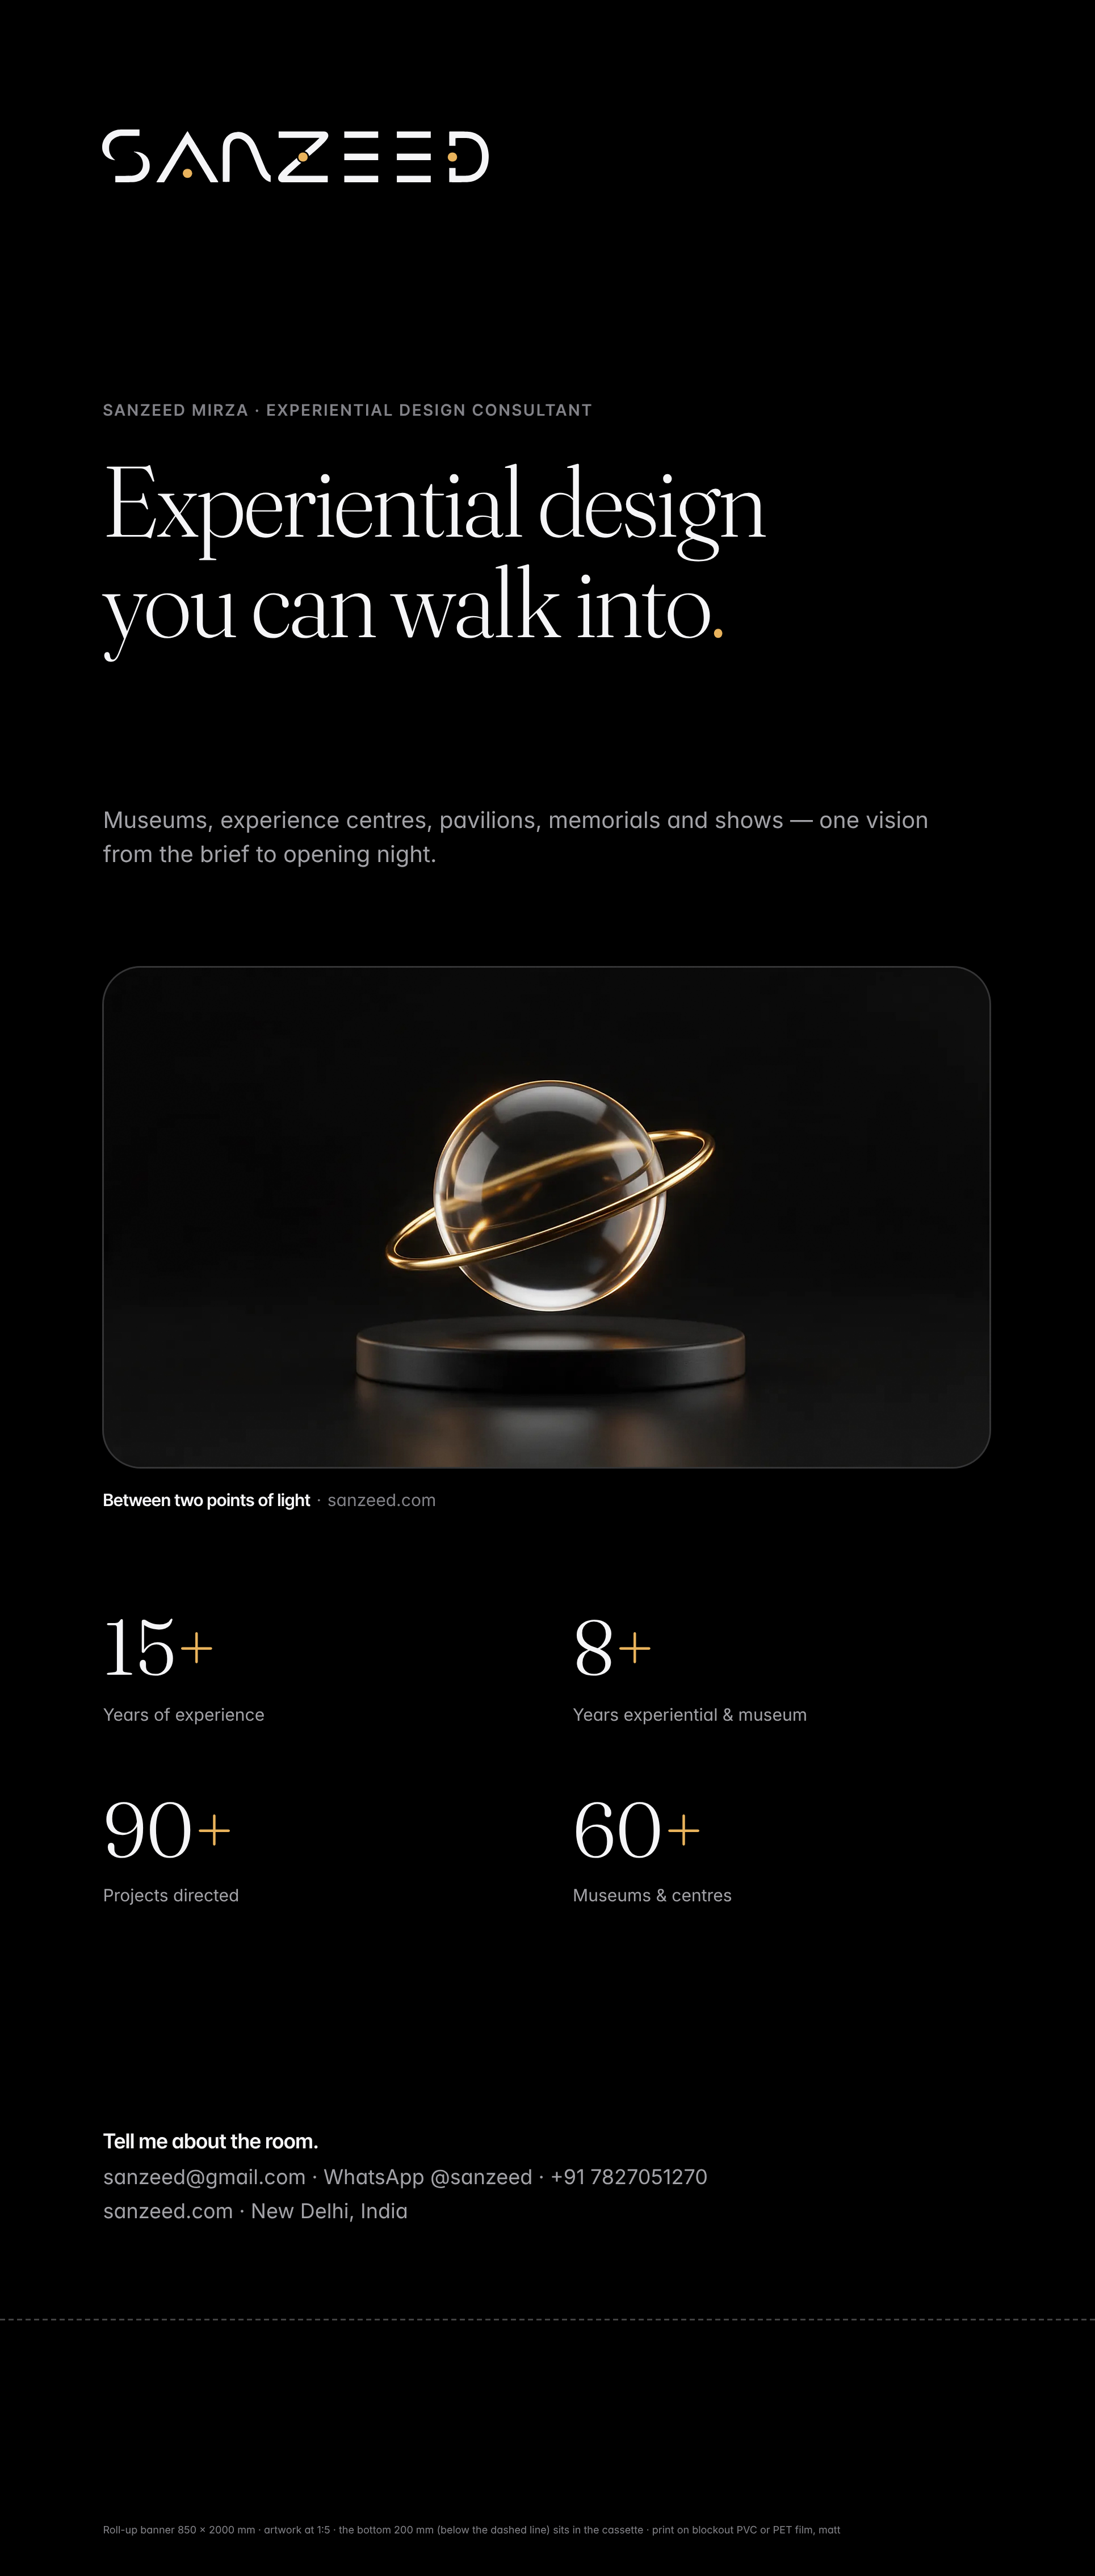 SANZEED
SANZEED MIRZA · EXPERIENTIAL DESIGN CONSULTANT
Experiential design
you can walk into.
Museums, experience centres, pavilions, memorials and shows — one vision
from the brief to opening night.
Between two points of light · sanzeed.com
15+
Years of experience
8+
Years experiential & museum
90+
Projects directed
60+
Museums & centres
Tell me about the room.
sanzeed@gmail.com · WhatsApp @sanzeed · +91 7827051270
sanzeed.com · New Delhi, India
Roll-up banner 850 × 2000 mm · artwork at 1:5 · the bottom 200 mm (below the dashed line) sits in the cassette · print on blockout PVC or PET film, matt